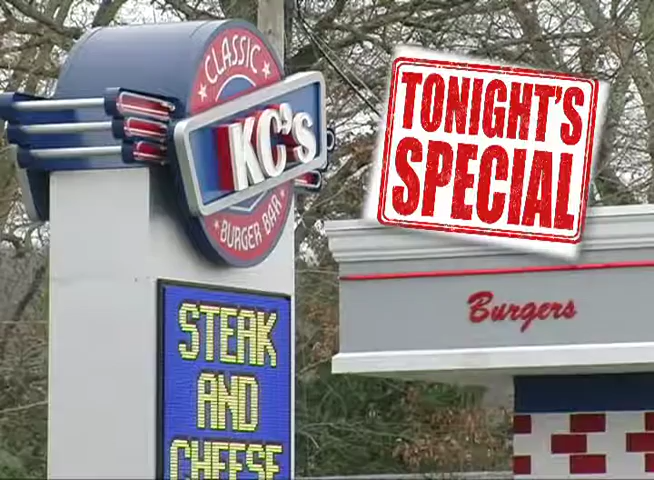 CLASSIC
KC's
BURGER BAR
STEAK
AND
CHEESE
TONIGHT'S
SPECIAL
Burgers